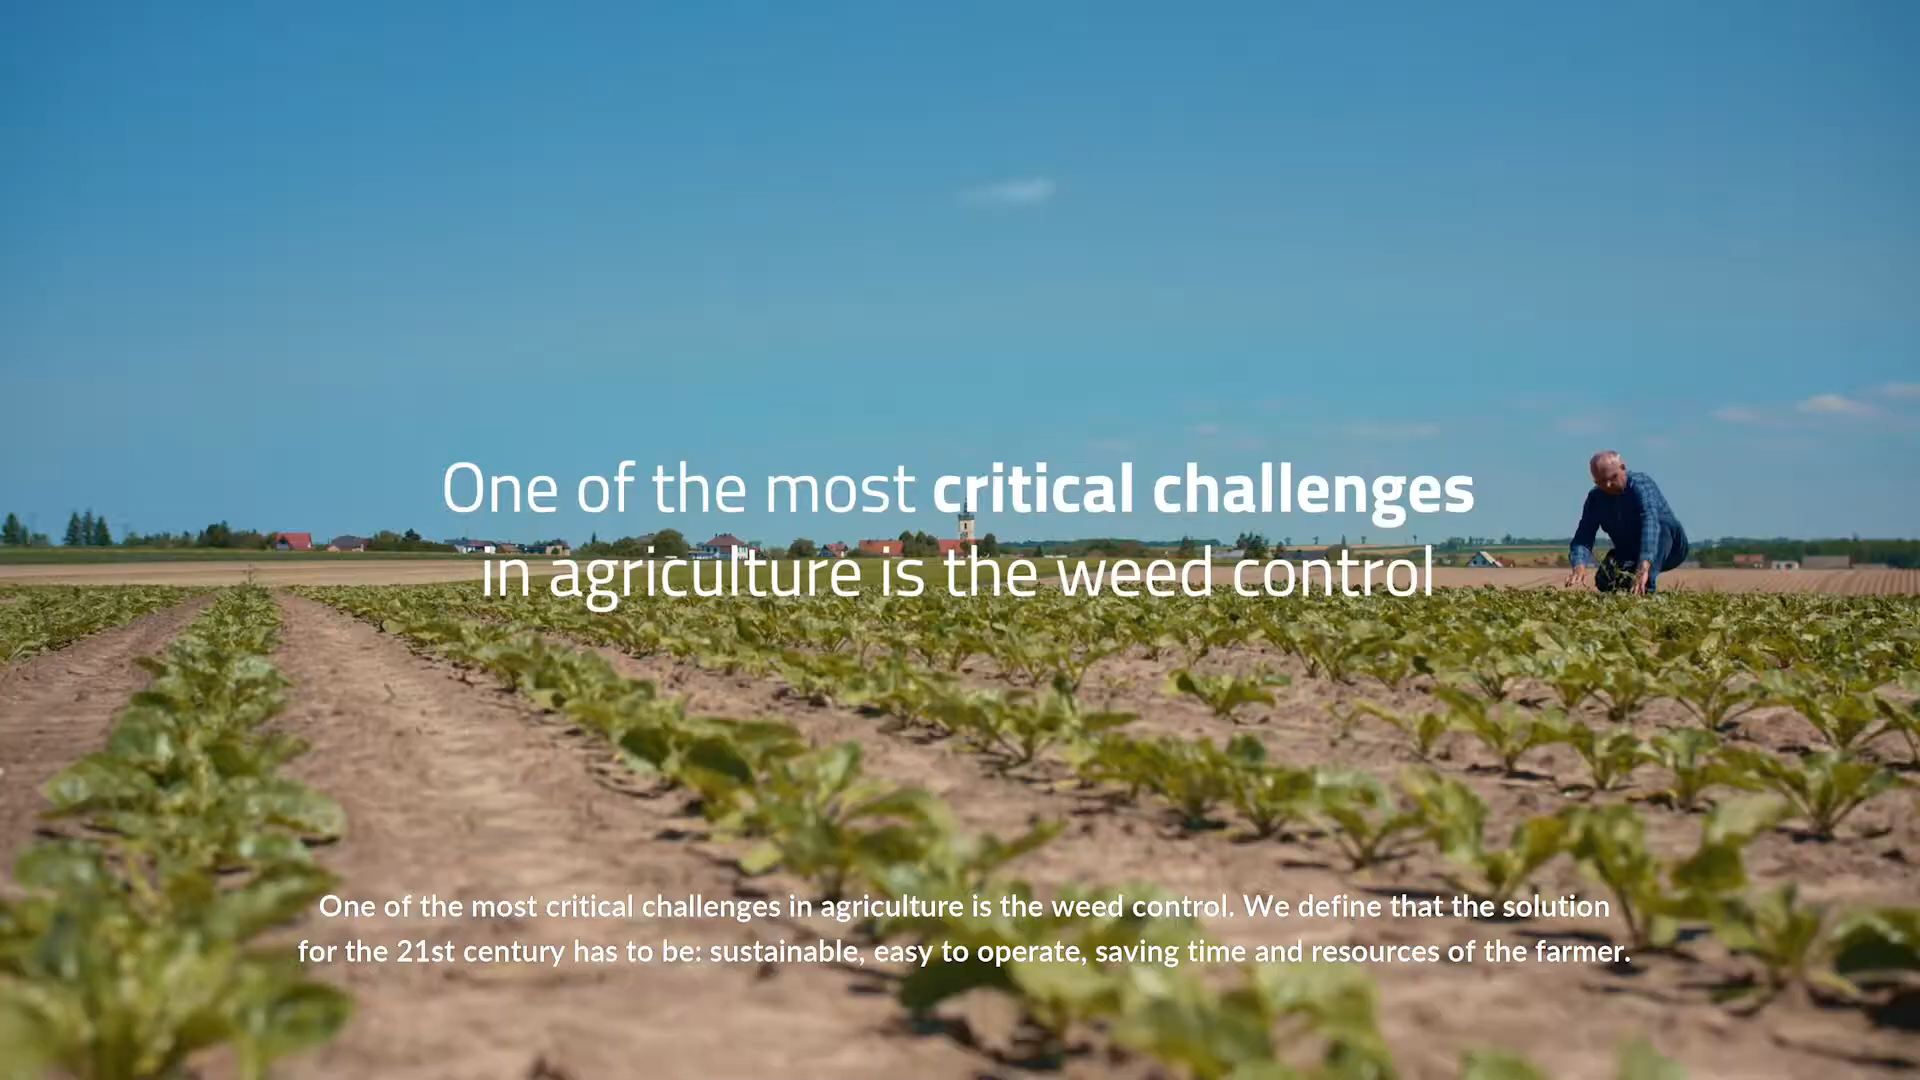 One of the most critical challenges
in agriculture is the weed control
One of the most critical challenges in agriculture is the weed control. We define that the solution
for the 21st century has to be: sustainable, easy to operate, saving time and resources of the farmer.